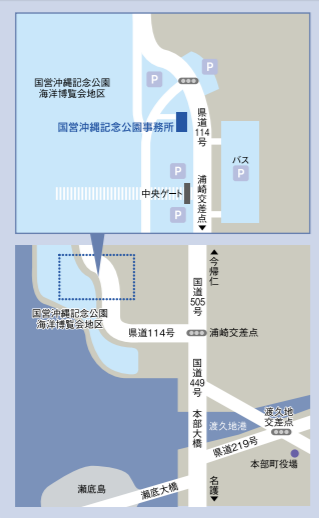 P
P
国営沖縄記念公園
海洋博覧会地区
国営沖縄記念公園事務所
県道114号
バス
P
P
中央ゲート
P
浦崎交差点▼
▲今帰仁
国道505号
国営沖縄記念公園
海洋博覧会地区
県道114号
浦崎交差点
国道449号
渡久地
交差点
本部大橋
渡久地港
県道219号
本部町役場
瀬底島
瀬底大橋
名護▼